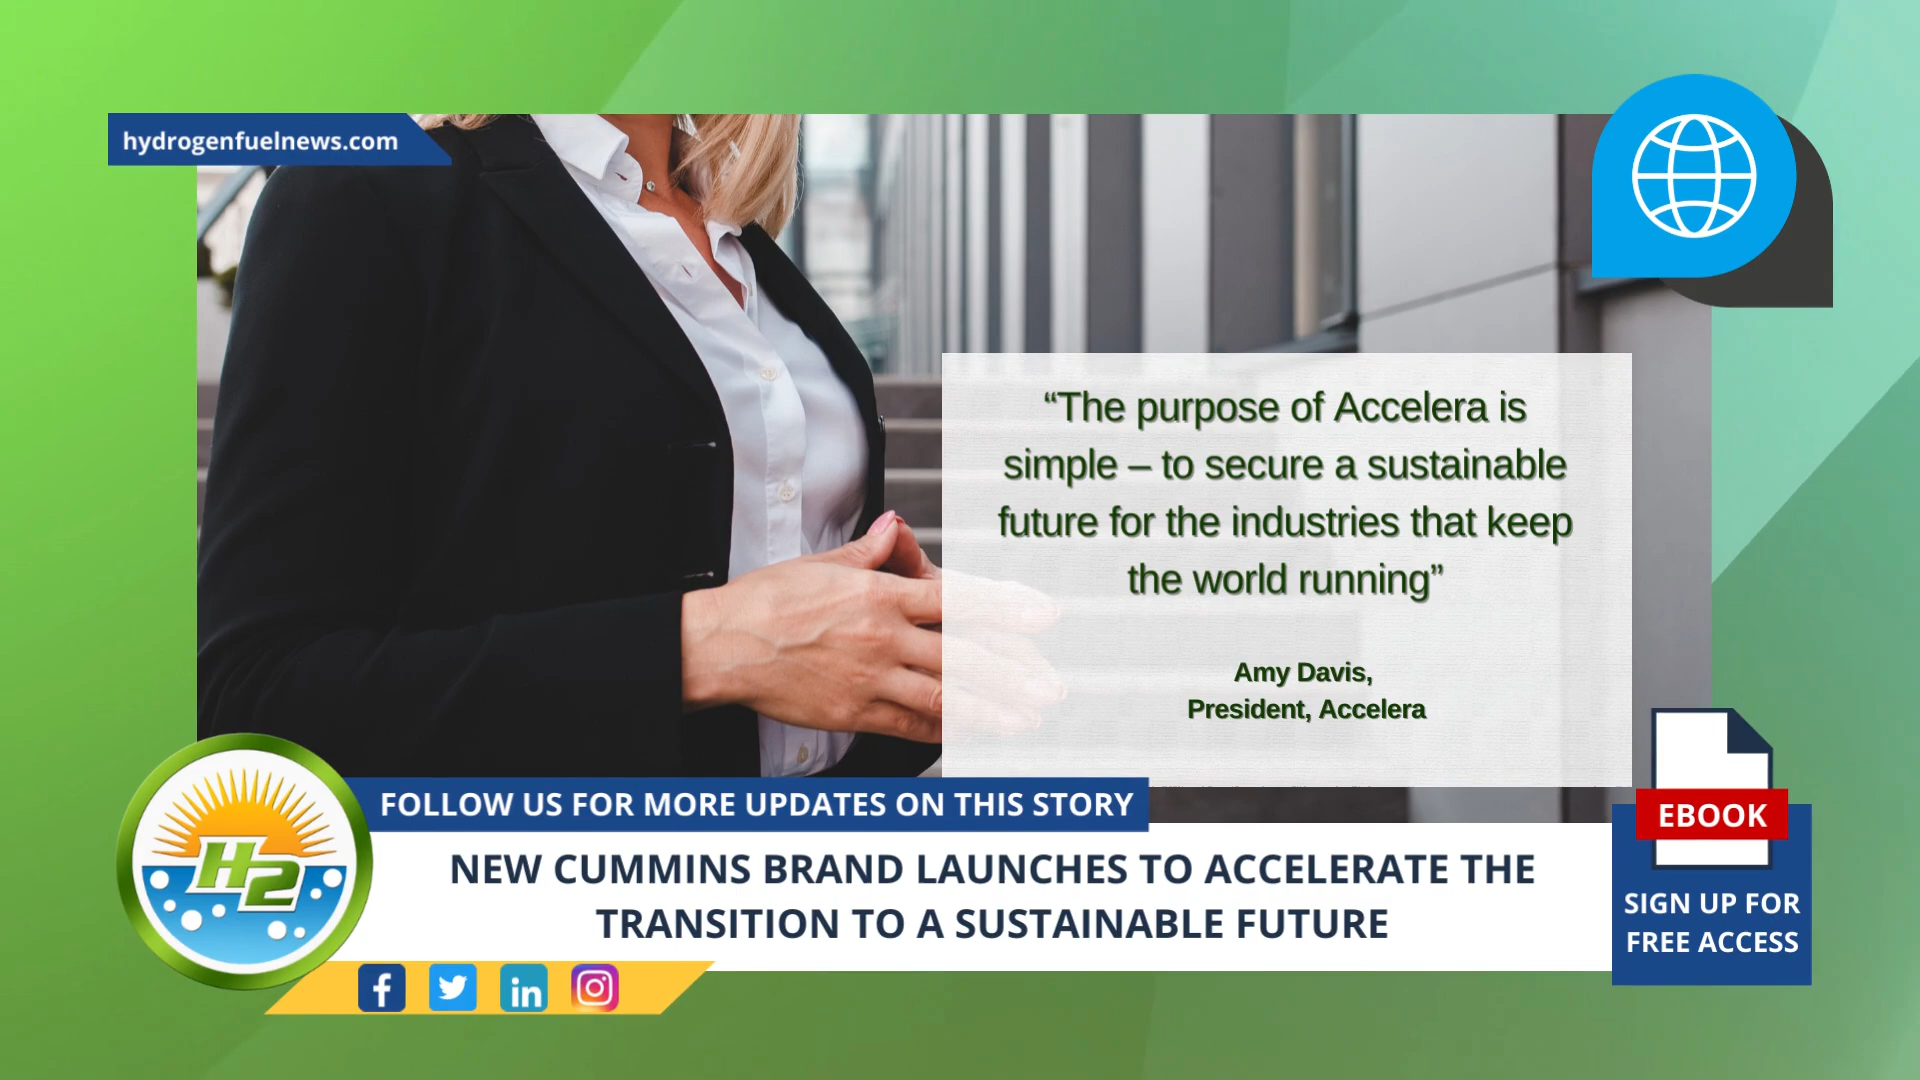 hydrogenfuelnews.com
“The purpose of Accelera is
simple – to secure a sustainable
future for the industries that keep
the world running”
Amy Davis,
President, Accelera
FOLLOW US FOR MORE UPDATES ON THIS STORY
NEW CUMMINS BRAND LAUNCHES TO ACCELERATE THE
TRANSITION TO A SUSTAINABLE FUTURE
H2
EBOOK
SIGN UP FOR
FREE ACCESS
f
in